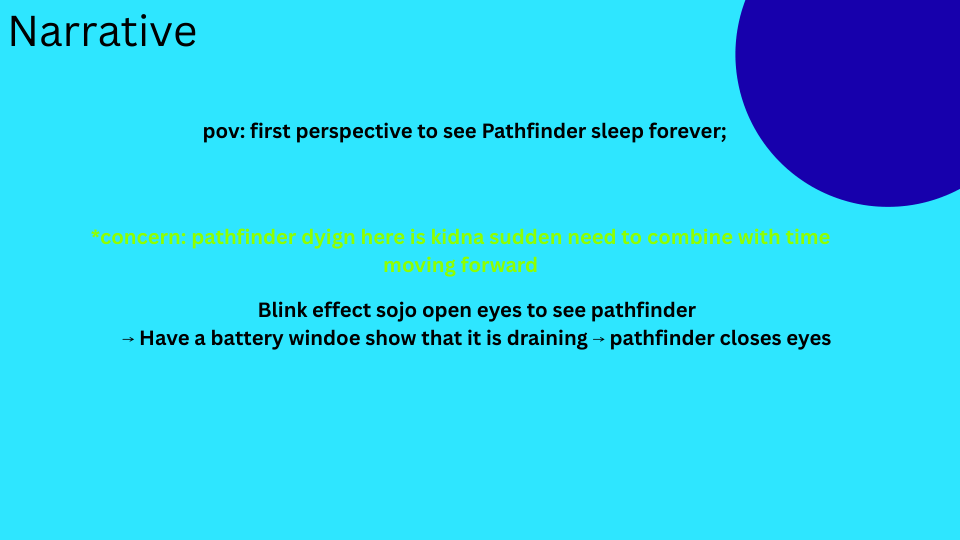 Narrative
pov: first perspective to see Pathfinder sleep forever;
*concern: pathfinder dyign here is kidna sudden need to combine with time
moving forward
Blink effect sojo open eyes to see pathfinder
→ Have a battery windoe show that it is draining → pathfinder closes eyes